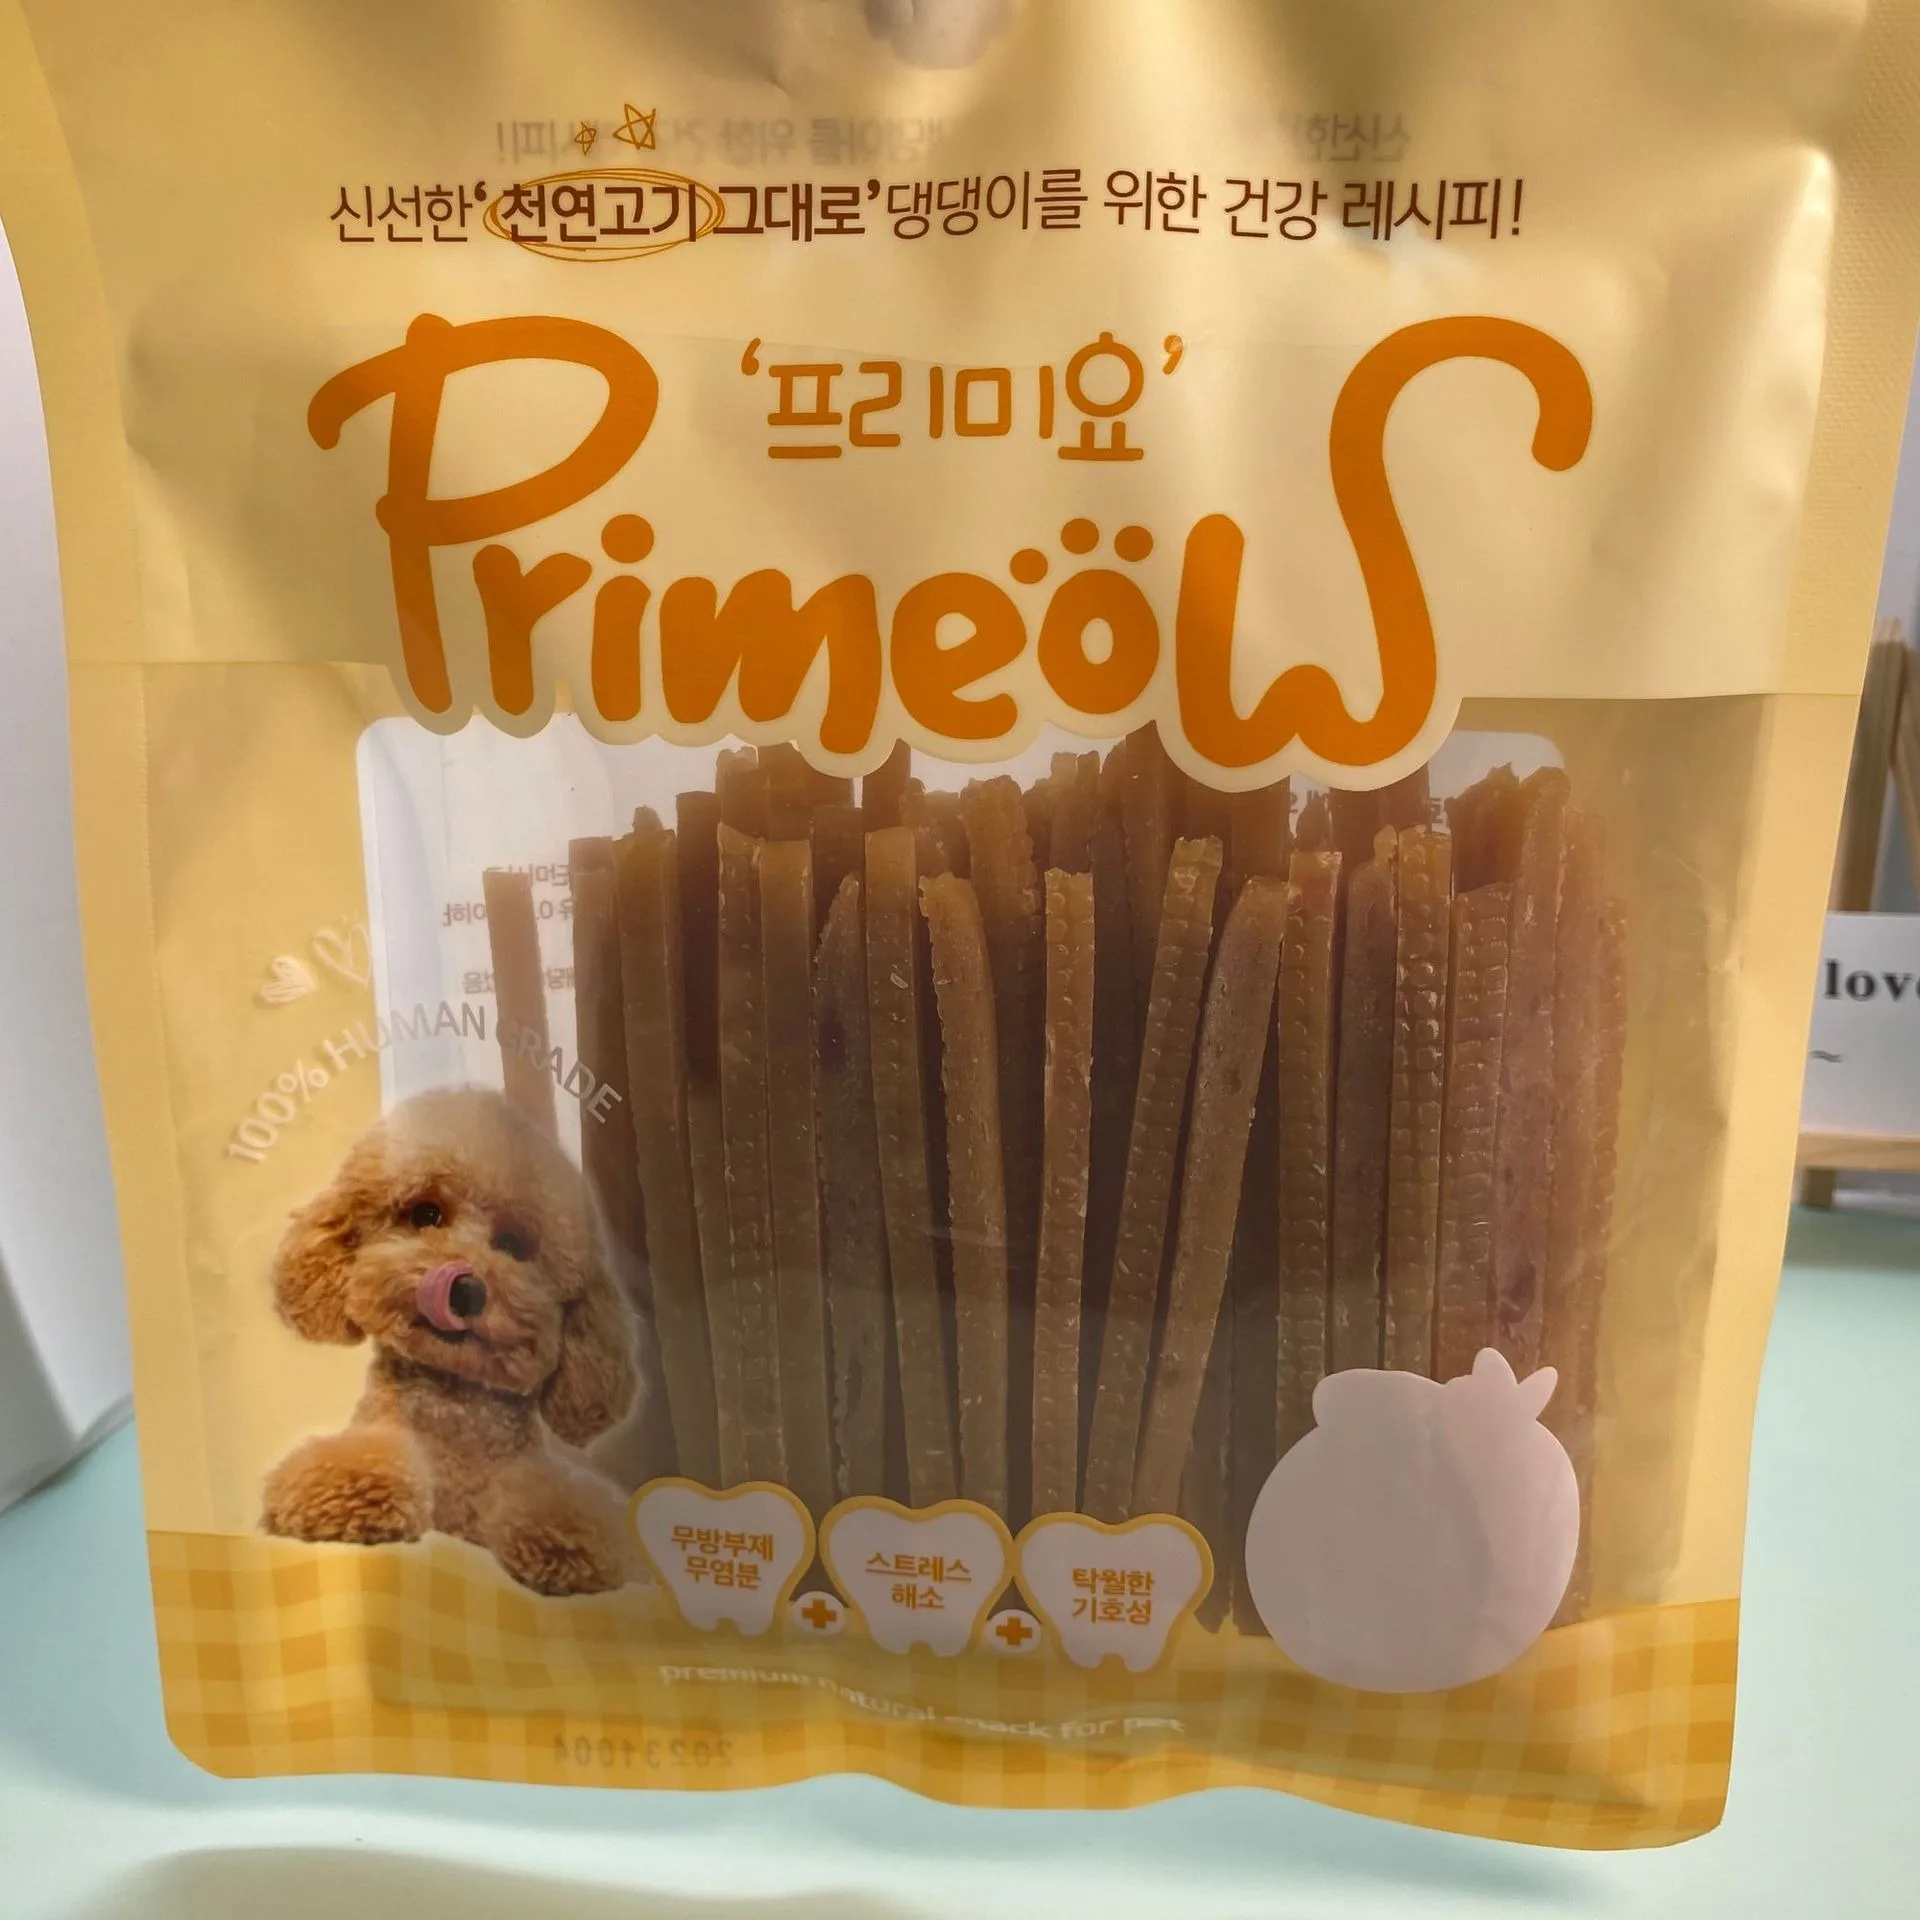 신선한 '천연고기 그대로' 댕댕이를 위한 건강 레시피!
'프리미요'
Primeow
100% HUMAN GRADE
무방부제
무염분
스트레스
해소
탁월한
기호성
premium natural snack for pet
20231004
love
~